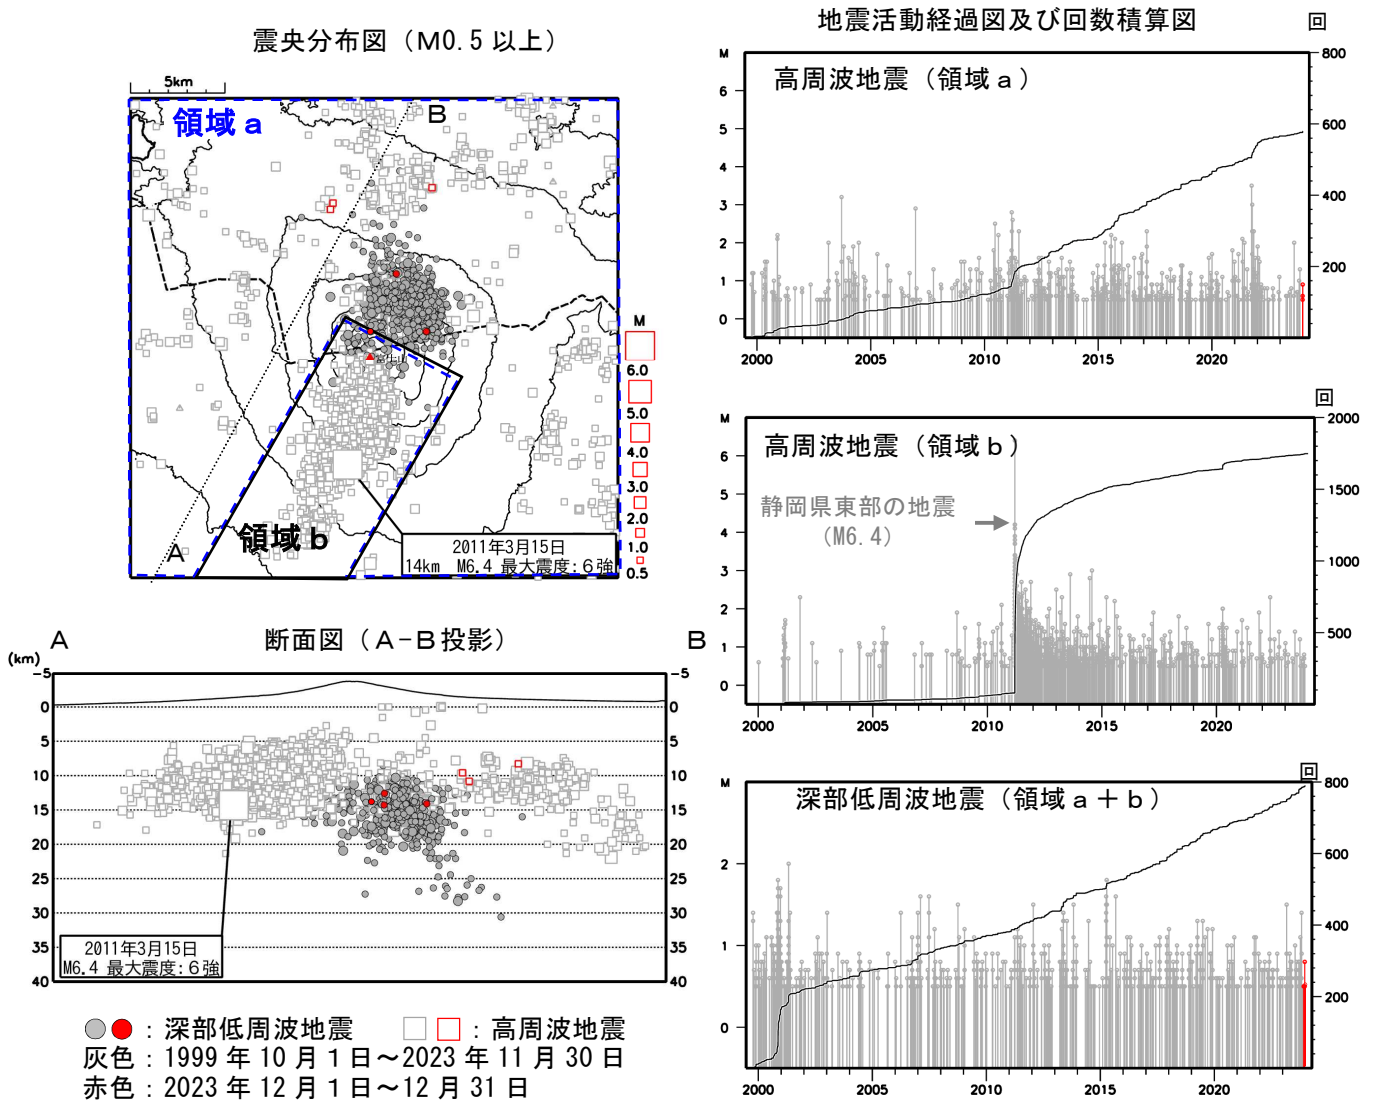 震央分布図（Ｍ0.5 以上）
5km
領域ａ
B
富士山
A
領域ｂ
2011年3月15日
14km M6.4 最大震度:６強
M
6.0
5.0
4.0
3.0
2.0
1.0
0.5
A 断面図（Ａ-Ｂ投影） B
(km)
-5 -5
0 0
5 5
10 10
15 15
20 20
25 25
30 30
35 35
40 40
2011年3月15日
M6.4 最大震度:６強
：深部低周波地震 ：高周波地震
灰色：1999 年 10 月 1 日～2023 年 11 月 30 日
赤色：2023 年 12 月 1 日～12 月 31 日
地震活動経過図及び回数積算図
回
M
高周波地震（領域ａ）
6
5
4
3
2
1
0
800
600
400
200
2000 2005 2010 2015 2020
回
M
高周波地震（領域ｂ）
静岡県東部の地震
（M6.4）
6
5
4
3
2
1
0
2000
1500
1000
500
2000 2005 2010 2015 2020
回
M
深部低周波地震（領域ａ＋ｂ）
2
1
0
800
600
400
200
2000 2005 2010 2015 2020